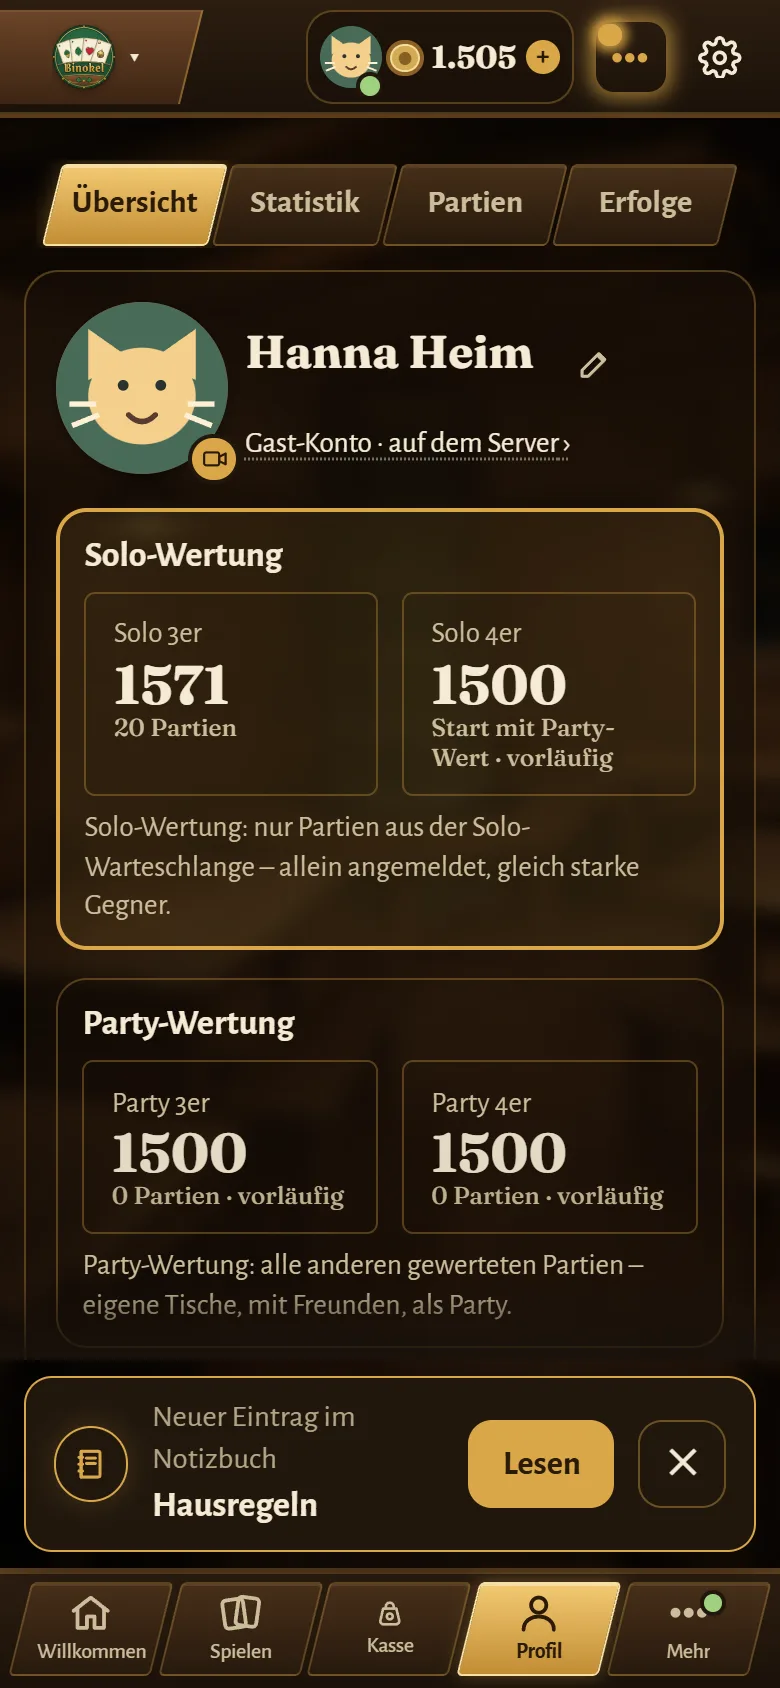 Binokel
1.505
Übersicht
Statistik
Partien
Erfolge
Hanna Heim
Gast-Konto · auf dem Server ›
Solo-Wertung
Solo 3er
1571
20 Partien
Solo 4er
1500
Start mit Party-
Wert · vorläufig
Solo-Wertung: nur Partien aus der Solo-
Warteschlange – allein angemeldet, gleich starke
Gegner.
Party-Wertung
Party 3er
1500
0 Partien · vorläufig
Party 4er
1500
0 Partien · vorläufig
Party-Wertung: alle anderen gewerteten Partien –
eigene Tische, mit Freunden, als Party.
Neuer Eintrag im
Notizbuch
Hausregeln
Lesen
Willkommen
Spielen
Kasse
Profil
Mehr